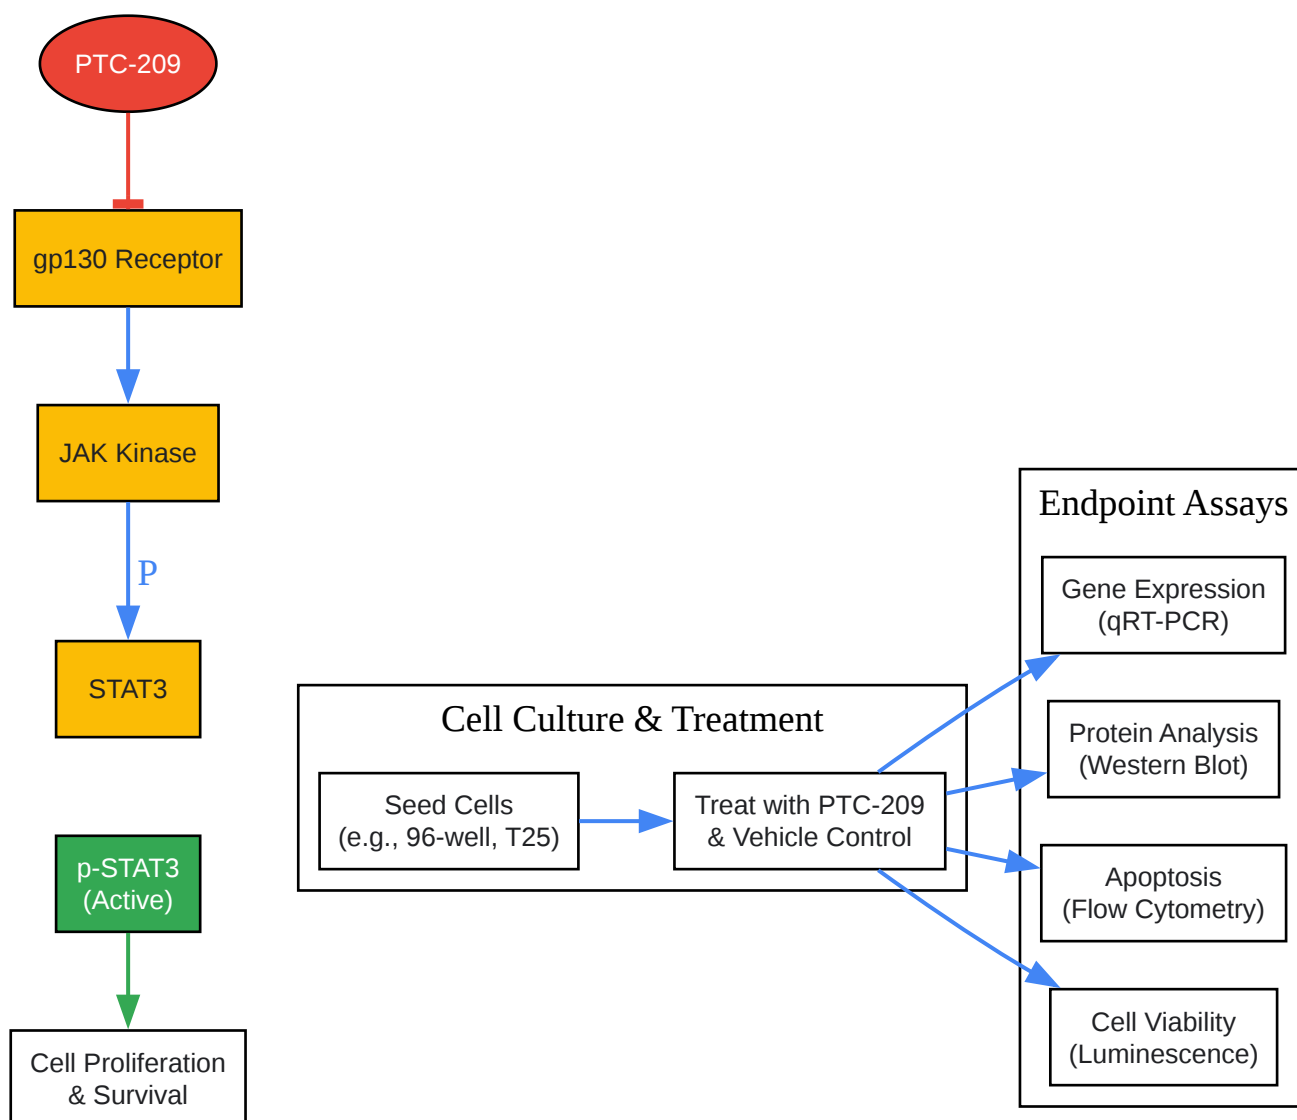 PTC-209
gp130 Receptor
JAK Kinase
P
STAT3
p-STAT3
(Active)
Cell Proliferation
& Survival
Cell Culture & Treatment
Seed Cells
(e.g., 96-well, T25)
Treat with PTC-209
& Vehicle Control
Endpoint Assays
Gene Expression
(qRT-PCR)
Protein Analysis
(Western Blot)
Apoptosis
(Flow Cytometry)
Cell Viability
(Luminescence)